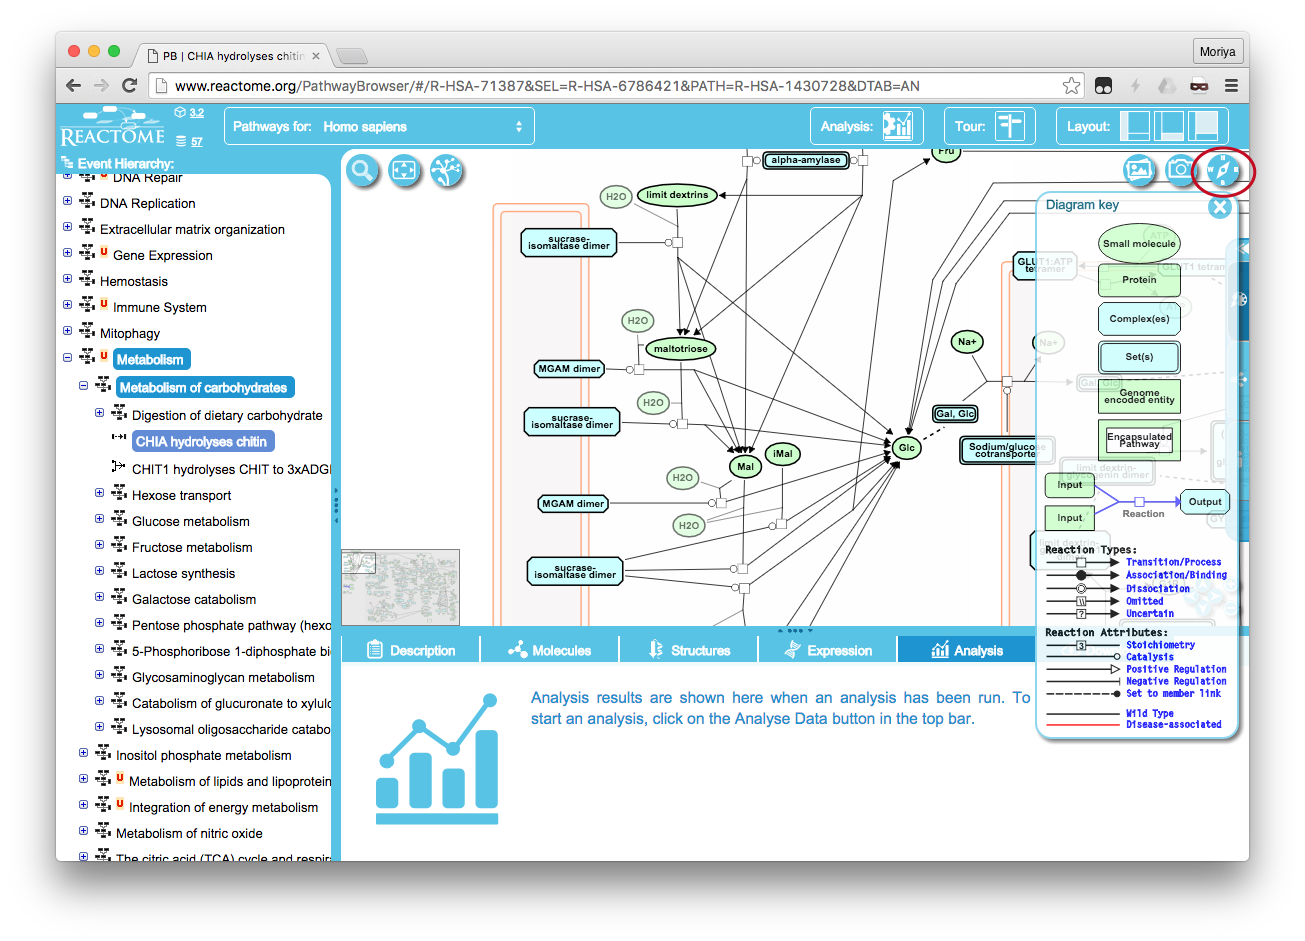 PB | CHIA hydrolyses chitin
Moriya
www.reactome.org/PathwayBrowser/#/R-HSA-71387&SEL=R-HSA-6786421&PATH=R-HSA-1430728&DTAB=AN
REACTOME
3.2
57
Pathways for: Homo sapiens
Analysis:
Tour:
Layout:
Event Hierarchy:
U DNA Repair
DNA Replication
Extracellular matrix organization
U Gene Expression
Hemostasis
U Immune System
Mitophagy
U Metabolism
Metabolism of carbohydrates
Digestion of dietary carbohydrate
CHIA hydrolyses chitin
CHIT1 hydrolyses CHIT to 3xADGI
Hexose transport
Glucose metabolism
Fructose metabolism
Lactose synthesis
Galactose catabolism
Pentose phosphate pathway (hexo
5-Phosphoribose 1-diphosphate bi
Glycosaminoglycan metabolism
Catabolism of glucuronate to xylulo
Lysosomal oligosaccharide catabo
Inositol phosphate metabolism
U Metabolism of lipids and lipoprotein
U Integration of energy metabolism
Metabolism of nitric oxide
The citric acid (TCA) cycle and respira
alpha-amylase
Fru
H2O
limit dextrins
sucrase-
isomaltase dimer
H2O
maltotriose
MGAM dimer
H2O
sucrase-
isomaltase dimer
Mal
iMal
H2O
MGAM dimer
H2O
sucrase-
isomaltase dimer
Glc
Gal, Glc
Na+
Sodium/glucose
cotransporte
GLUT1:ATP
tetramer
GLUT1 tetram
ATP
Na+
Gal, Glc
limit dextrin-
glycogenin dimer
limit dextrin-
Diagram key
Small molecule
Protein
Complex(es)
Set(s)
Genome
encoded entity
Encapsulated
Pathway
Input
Input
Reaction
Output
Reaction Types:
Transition/Process
Association/Binding
Dissociation
\\ Omitted
? Uncertain
Reaction Attributes:
3 Stoichiometry
Catalysis
Positive Regulation
Negative Regulation
Set to member link
Wild Type
Disease-associated
Description
Molecules
Structures
Expression
Analysis
Analysis results are shown here when an analysis has been run. To
start an analysis, click on the Analyse Data button in the top bar.